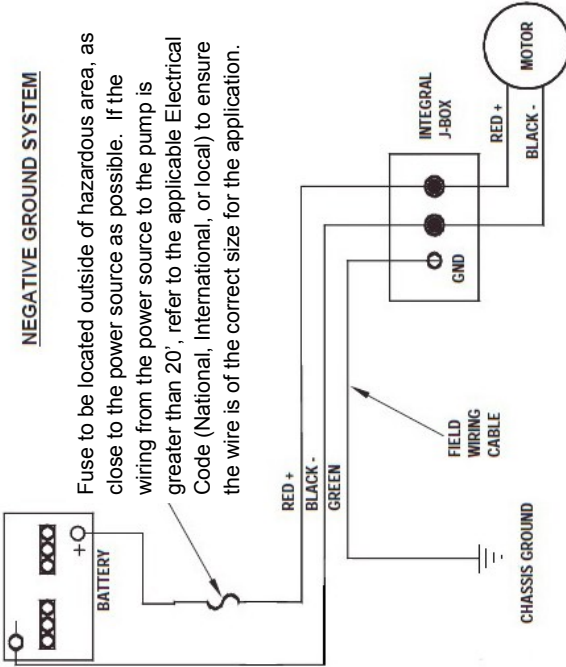 NEGATIVE GROUND SYSTEM
Fuse to be located outside of hazardous area, as
close to the power source as possible. If the
wiring from the power source to the pump is
greater than 20’, refer to the applicable Electrical
Code (National, International, or local) to ensure
the wire is of the correct size for the application.
-
+
BATTERY
RED +
BLACK -
GREEN
INTEGRAL
J-BOX
GND
RED +
BLACK -
MOTOR
FIELD
WIRING
CABLE
CHASSIS GROUND